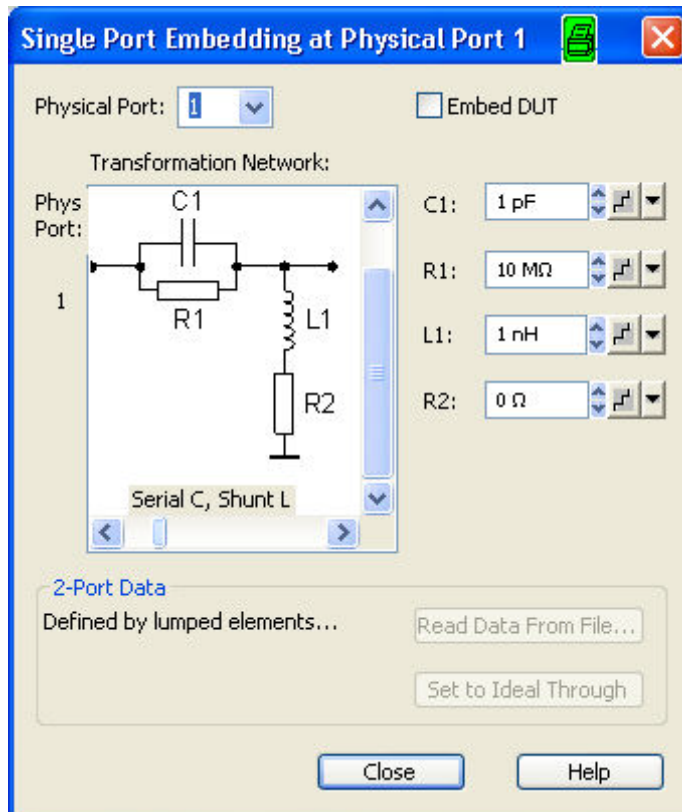 Single Port Embedding at Physical Port 1
Physical Port: 1
Embed DUT
Transformation Network:
Phys
Port:
1
C1
R1
L1
R2
Serial C, Shunt L
C1: 1 pF
R1: 10 MΩ
L1: 1 nH
R2: 0 Ω
2-Port Data
Defined by lumped elements...
Read Data From File...
Set to Ideal Through
Close
Help